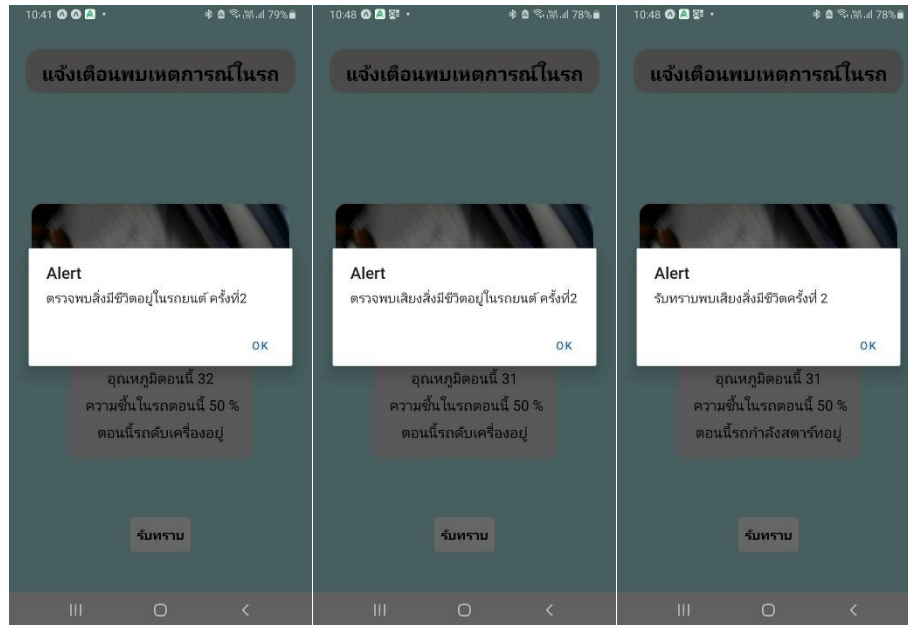 10:41
79%
แจ้งเตือนพบเหตุการณ์ในรถ
Alert
ตรวจพบสิ่งมีชีวิตอยู่ในรถยนต์ ครั้งที่2
OK
อุณหภูมิตอนนี้ 32
ความชื้นในรถตอนนี้ 50 %
ตอนนี้รถดับเครื่องอยู่
รับทราบ
10:48
78%
แจ้งเตือนพบเหตุการณ์ในรถ
Alert
ตรวจพบเสียงสิ่งมีชีวิตอยู่ในรถยนต์ ครั้งที่2
OK
อุณหภูมิตอนนี้ 31
ความชื้นในรถตอนนี้ 50 %
ตอนนี้รถดับเครื่องอยู่
รับทราบ
10:48
78%
แจ้งเตือนพบเหตุการณ์ในรถ
Alert
รับทราบพบเสียงสิ่งมีชีวิตครั้งที่ 2
OK
อุณหภูมิตอนนี้ 31
ความชื้นในรถตอนนี้ 50 %
ตอนนี้รถกำลังสตาร์ทอยู่
รับทราบ